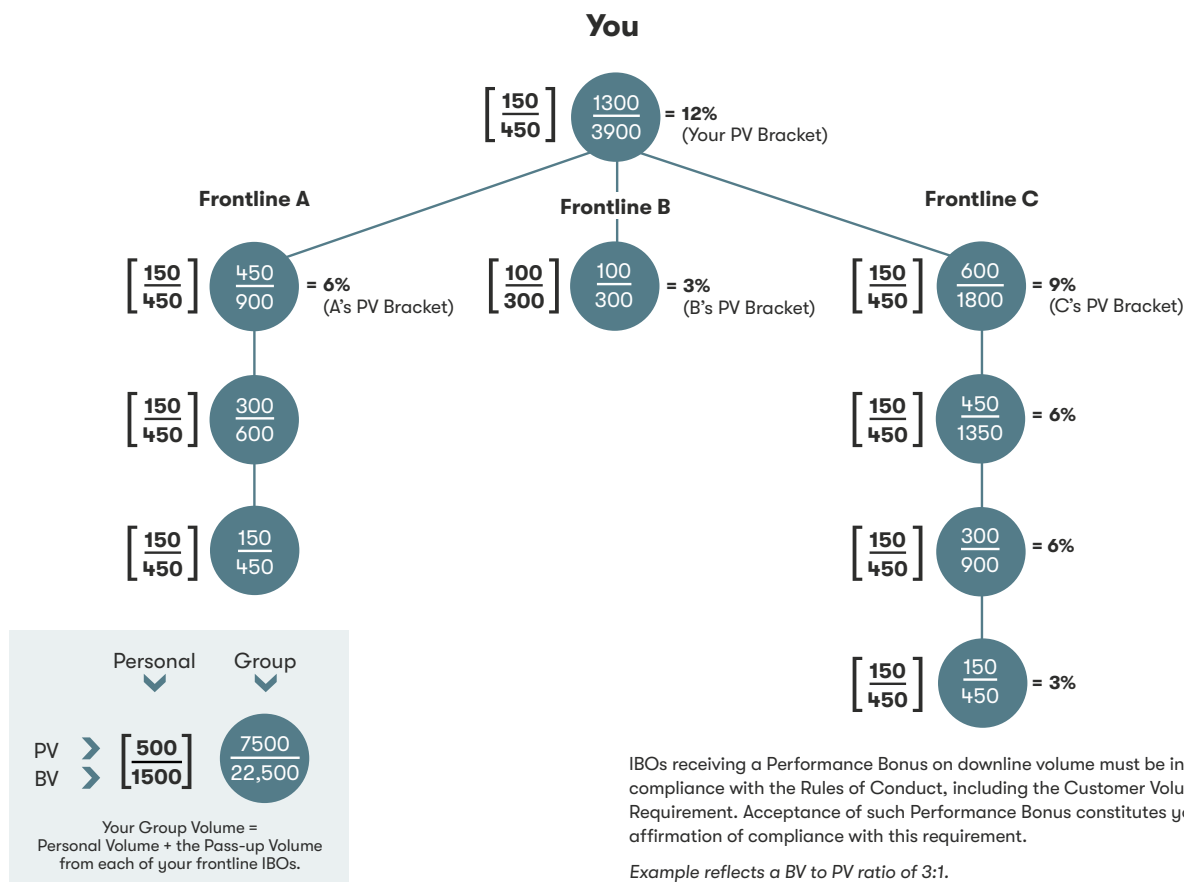 You
150
450
1300
3900
= 12%
(Your PV Bracket)
Frontline A
Frontline B
Frontline C
150
450
450
900
= 6%
(A's PV Bracket)
100
300
100
300
= 3%
(B's PV Bracket)
150
450
600
1800
= 9%
(C's PV Bracket)
150
450
300
600
150
450
450
1350
= 6%
150
450
150
450
150
450
300
900
= 6%
150
450
150
450
= 3%
Personal
Group
PV
BV
500
1500
7500
22,500
Your Group Volume =
Personal Volume + the Pass-up Volume
from each of your frontline IBOs.
IBOs receiving a Performance Bonus on downline volume must be in
compliance with the Rules of Conduct, including the Customer Volu
Requirement. Acceptance of such Performance Bonus constitutes yo
affirmation of compliance with this requirement.
Example reflects a BV to PV ratio of 3:1.